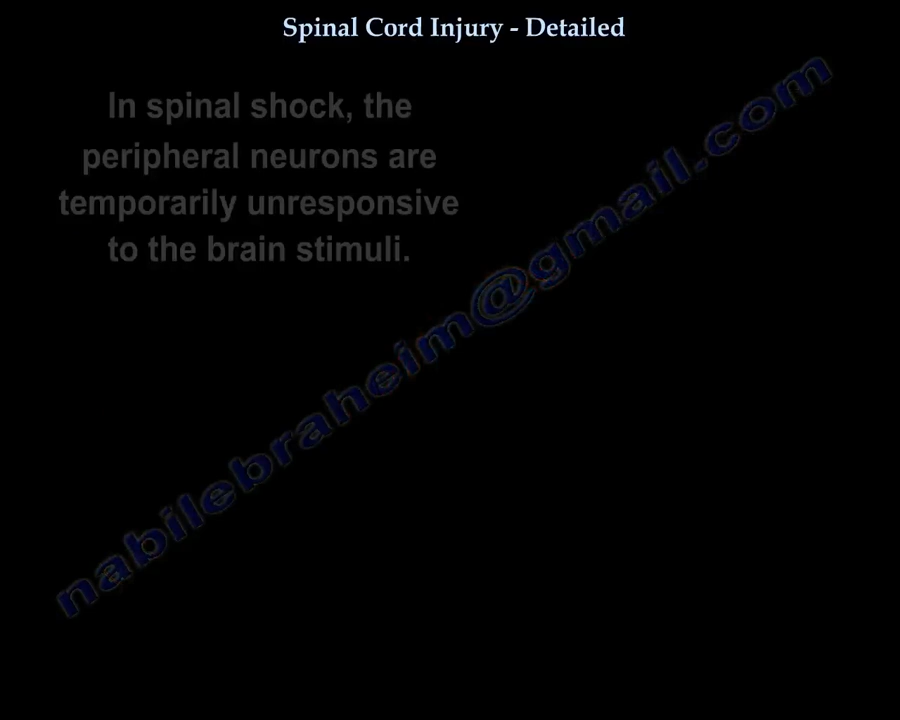 Spinal Cord Injury - Detailed
In spinal shock, the
peripheral neurons are
temporarily unresponsive
to the brain stimuli.
nabilebraheim@gmail.com